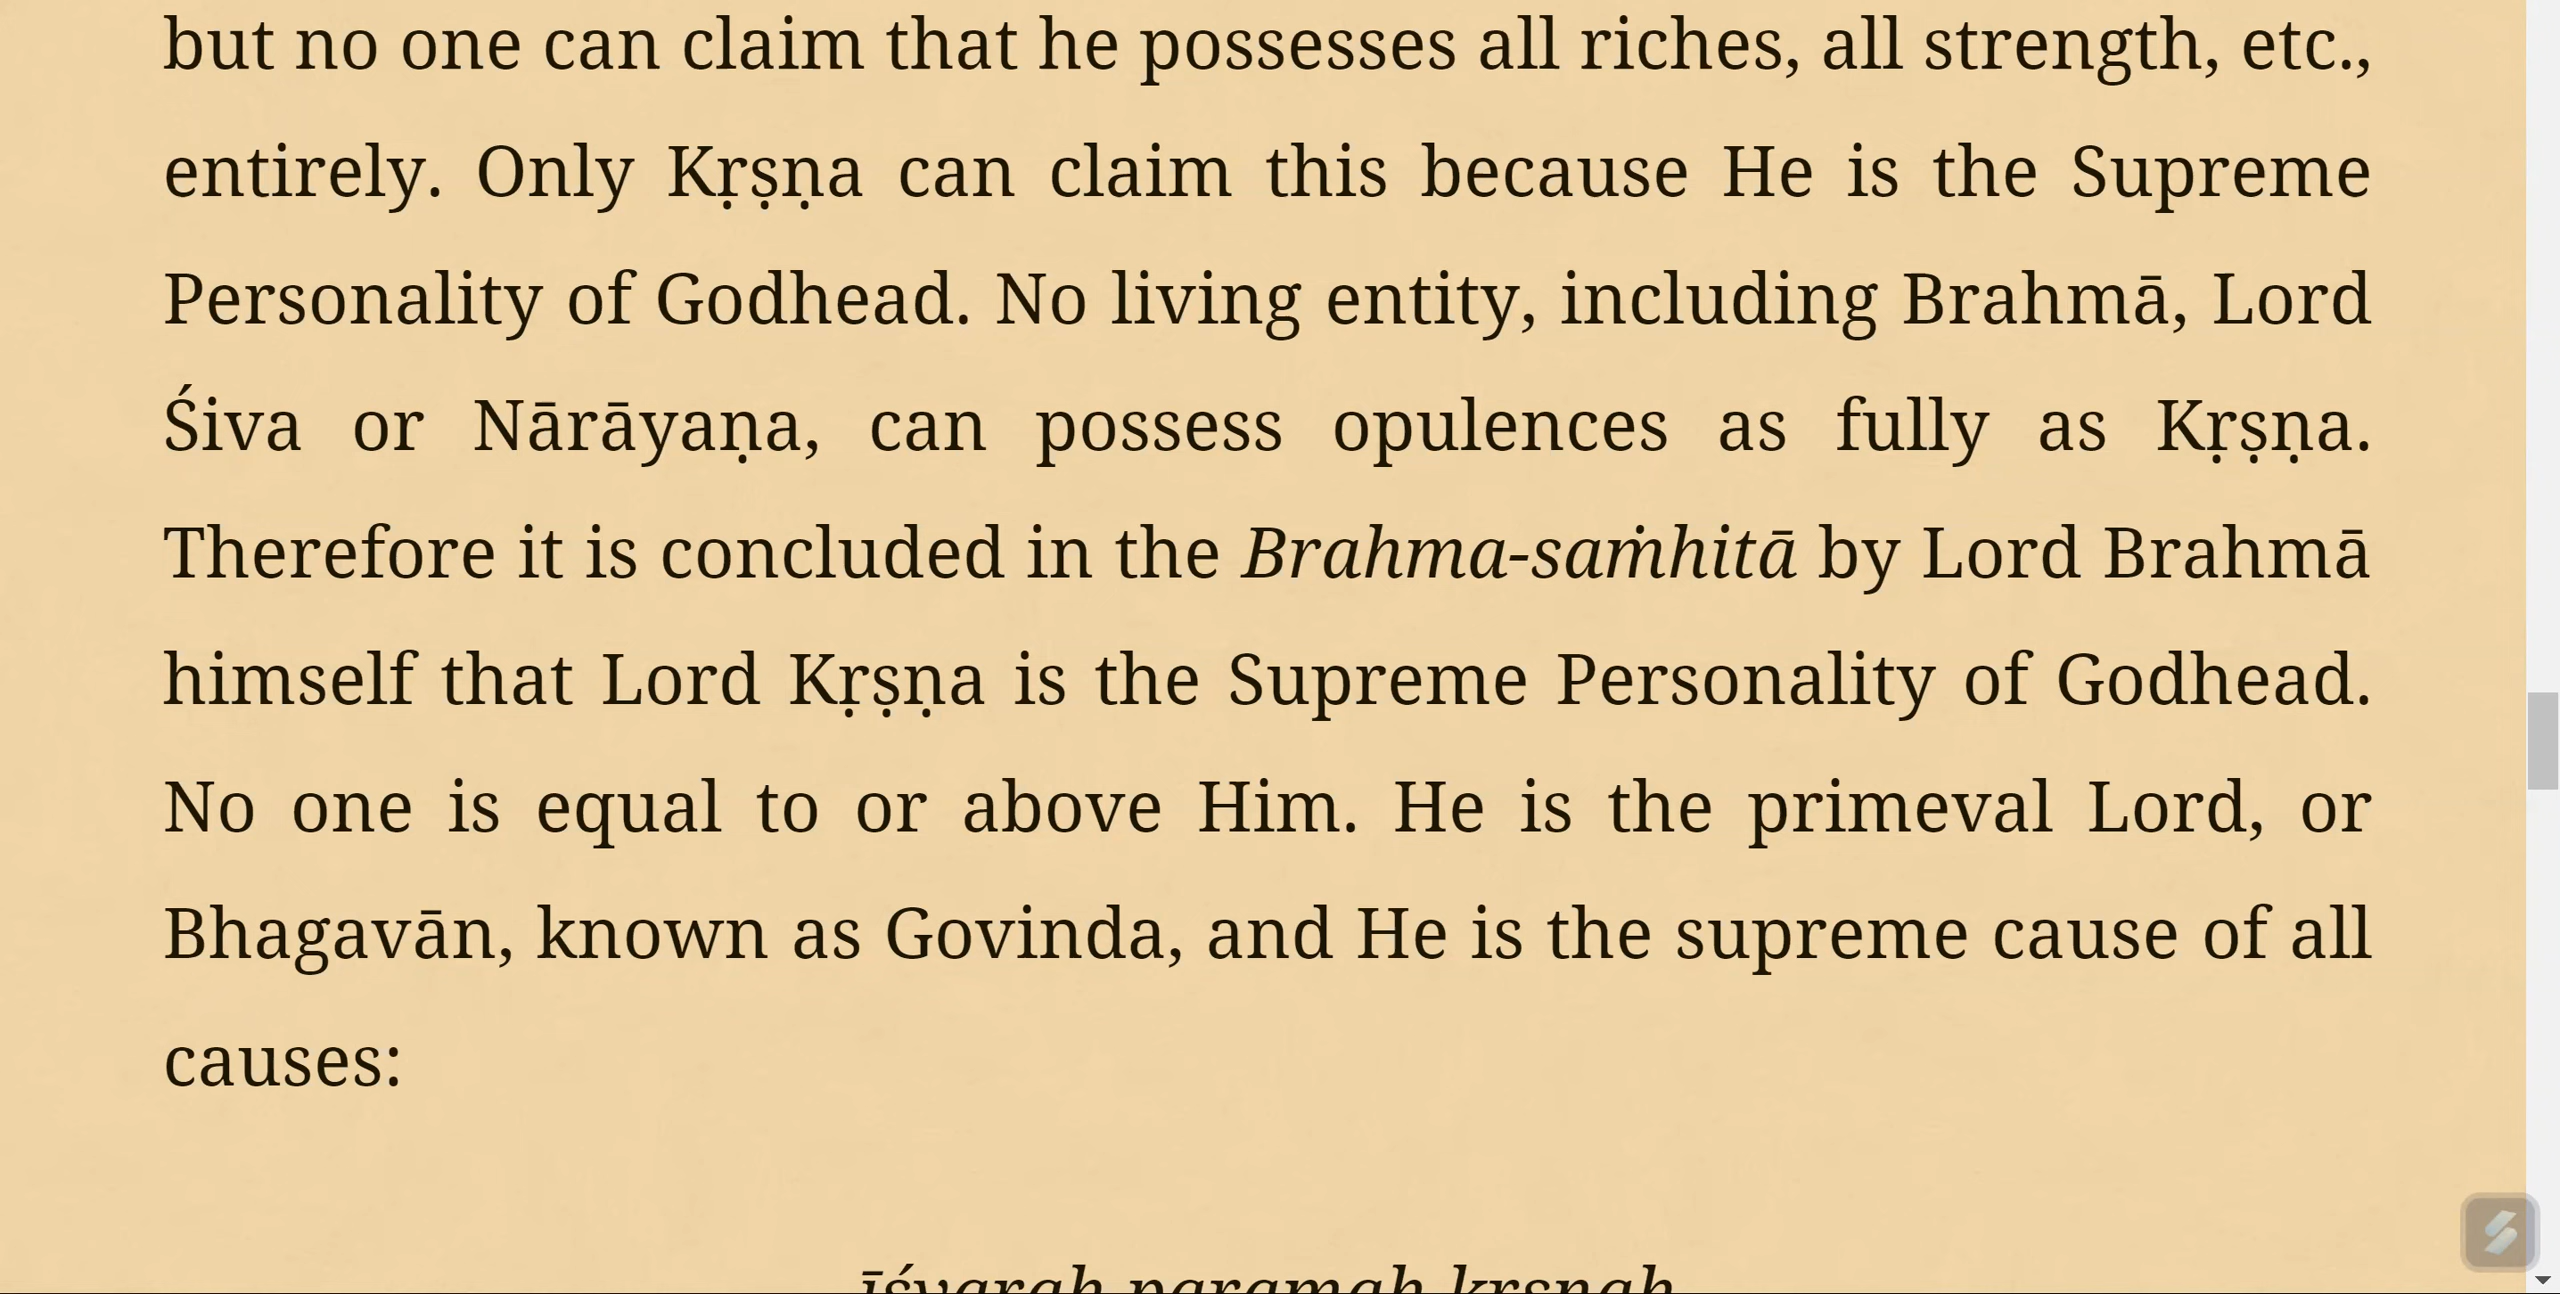 but no one can claim that he possesses all riches, all strength, etc.,
entirely. Only Kṛṣṇa can claim this because He is the Supreme
Personality of Godhead. No living entity, including Brahmā, Lord
Śiva or Nārāyaṇa, can possess opulences as fully as Kṛṣṇa.
Therefore it is concluded in the Brahma-saṁhitā by Lord Brahmā
himself that Lord Kṛṣṇa is the Supreme Personality of Godhead.
No one is equal to or above Him. He is the primeval Lord, or
Bhagavān, known as Govinda, and He is the supreme cause of all
causes:
īśvaraḥ paramaḥ kṛṣṇaḥ